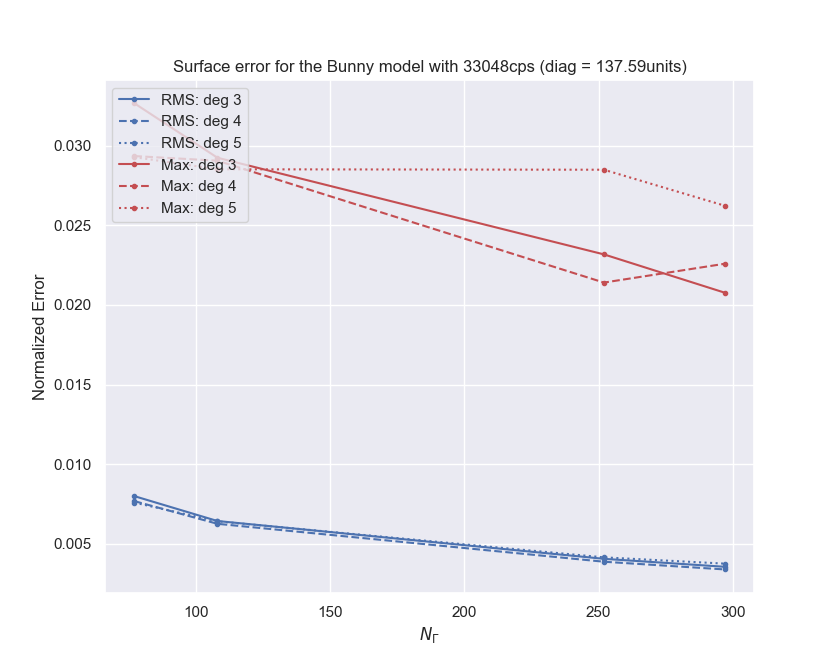 Surface error for the Bunny model with 33048cps (diag = 137.59units)
RMS: deg 3
RMS: deg 4
RMS: deg 5
Max: deg 3
Max: deg 4
Max: deg 5
Normalized Error
0.030
0.025
0.020
0.015
0.010
0.005
100 150 200 250 300
N_Γ